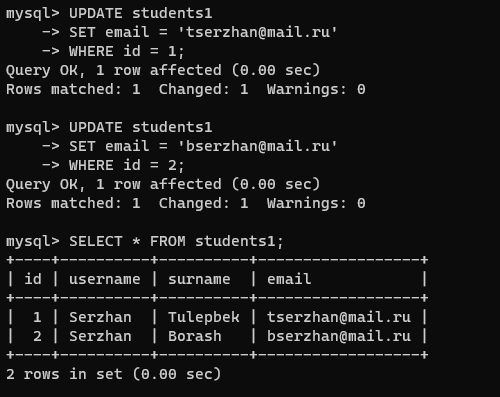 mysql> UPDATE students1
    -> SET email = 'tserzhan@mail.ru'
    -> WHERE id = 1;
Query OK, 1 row affected (0.00 sec)
Rows matched: 1  Changed: 1  Warnings: 0

mysql> UPDATE students1
    -> SET email = 'bserzhan@mail.ru'
    -> WHERE id = 2;
Query OK, 1 row affected (0.00 sec)
Rows matched: 1  Changed: 1  Warnings: 0

mysql> SELECT * FROM students1;
+----+----------+----------+------------------+
| id | username | surname  | email            |
+----+----------+----------+------------------+
|  1 | Serzhan  | Tulepbek | tserzhan@mail.ru |
|  2 | Serzhan  | Borash   | bserzhan@mail.ru |
+----+----------+----------+------------------+
2 rows in set (0.00 sec)